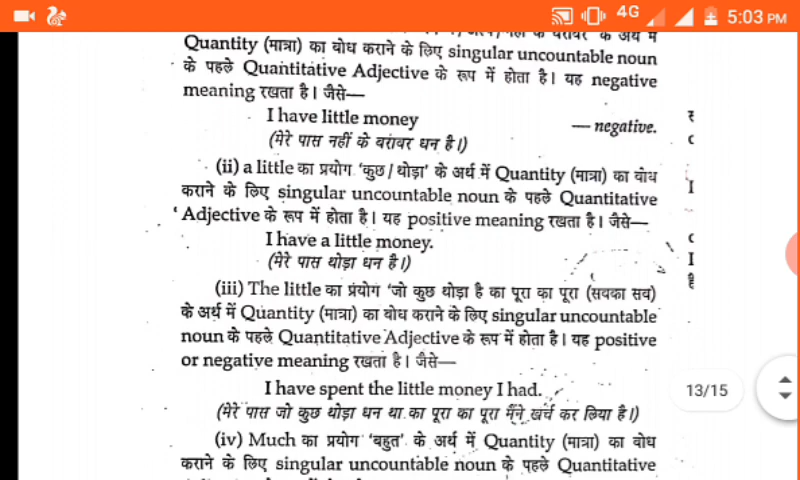 4G 5:03 PM
के बराबर के अर्थ में
Quantity (मात्रा) का बोध कराने के लिए singular uncountable noun
के पहले Quantitative Adjective के रूप में होता है। यह negative
meaning रखता है। जैसे—
I have little money — negative.
(मेरे पास नहीं के बराबर धन है।)
(ii) a little का प्रयोग 'कुछ/थोड़ा' के अर्थ में Quantity (मात्रा) का बोध
कराने के लिए singular uncountable noun के पहले Quantitative
Adjective के रूप में होता है। यह positive meaning रखता है। जैसे—
I have a little money.
(मेरे पास थोड़ा धन है।)
(iii) The little का प्रयोग 'जो कुछ थोड़ा है का पूरा का पूरा (सबका सब)
के अर्थ में Quantity (मात्रा) का बोध कराने के लिए singular uncountable
noun के पहले Quantitative Adjective के रूप में होता है। यह positive
or negative meaning रखता है। जैसे—
I have spent the little money I had.
13/15
(मेरे पास जो कुछ थोड़ा धन था का पूरा का पूरा मैंने खर्च कर लिया है।)
(iv) Much का प्रयोग 'बहुत' के अर्थ में Quantity (मात्रा) का बोध
कराने के लिए singular uncountable noun के पहले Quantitative